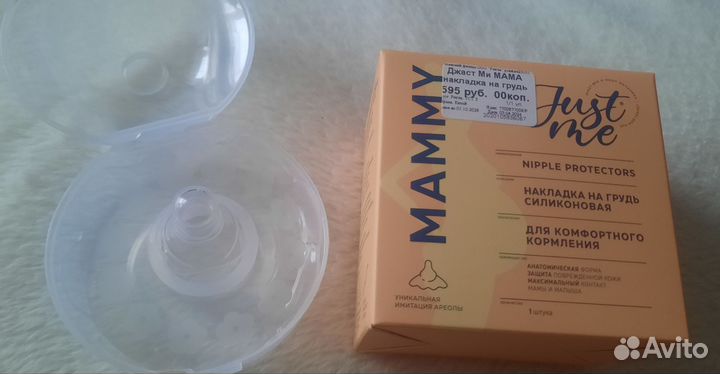 Джаст Ми МАМА
накладка на грудь
595 руб. 00коп.
Just
me
MAMMY
NIPPLE PROTECTORS
НАКЛАДКА НА ГРУДЬ
СИЛИКОНОВАЯ
ДЛЯ КОМФОРТНОГО
КОРМЛЕНИЯ
АНАТОМИЧЕСКАЯ ФОРМА
ЗАЩИТА ПОВРЕЖДЕННОЙ КОЖИ
МАКСИМАЛЬНЫЙ КОНТАКТ
МАМЫ И МАЛЫША
1 штука
УНИКАЛЬНАЯ
ИМИТАЦИЯ АРЕОЛЫ
Avito